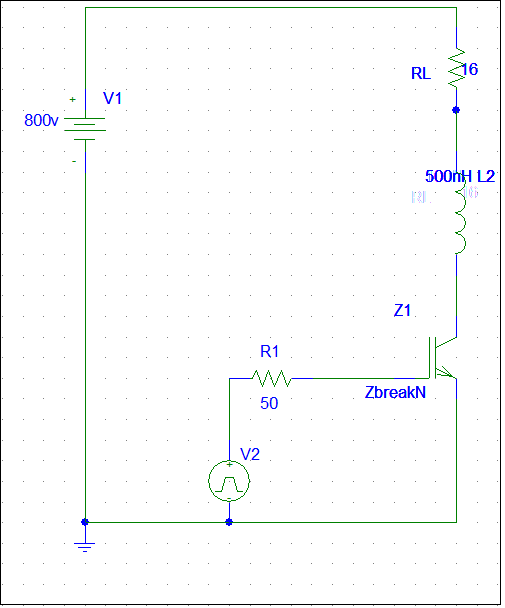 V1
+
800v
-
RL
16
500nH L2
Z1
R1
50
ZbreakN
V2
+
-